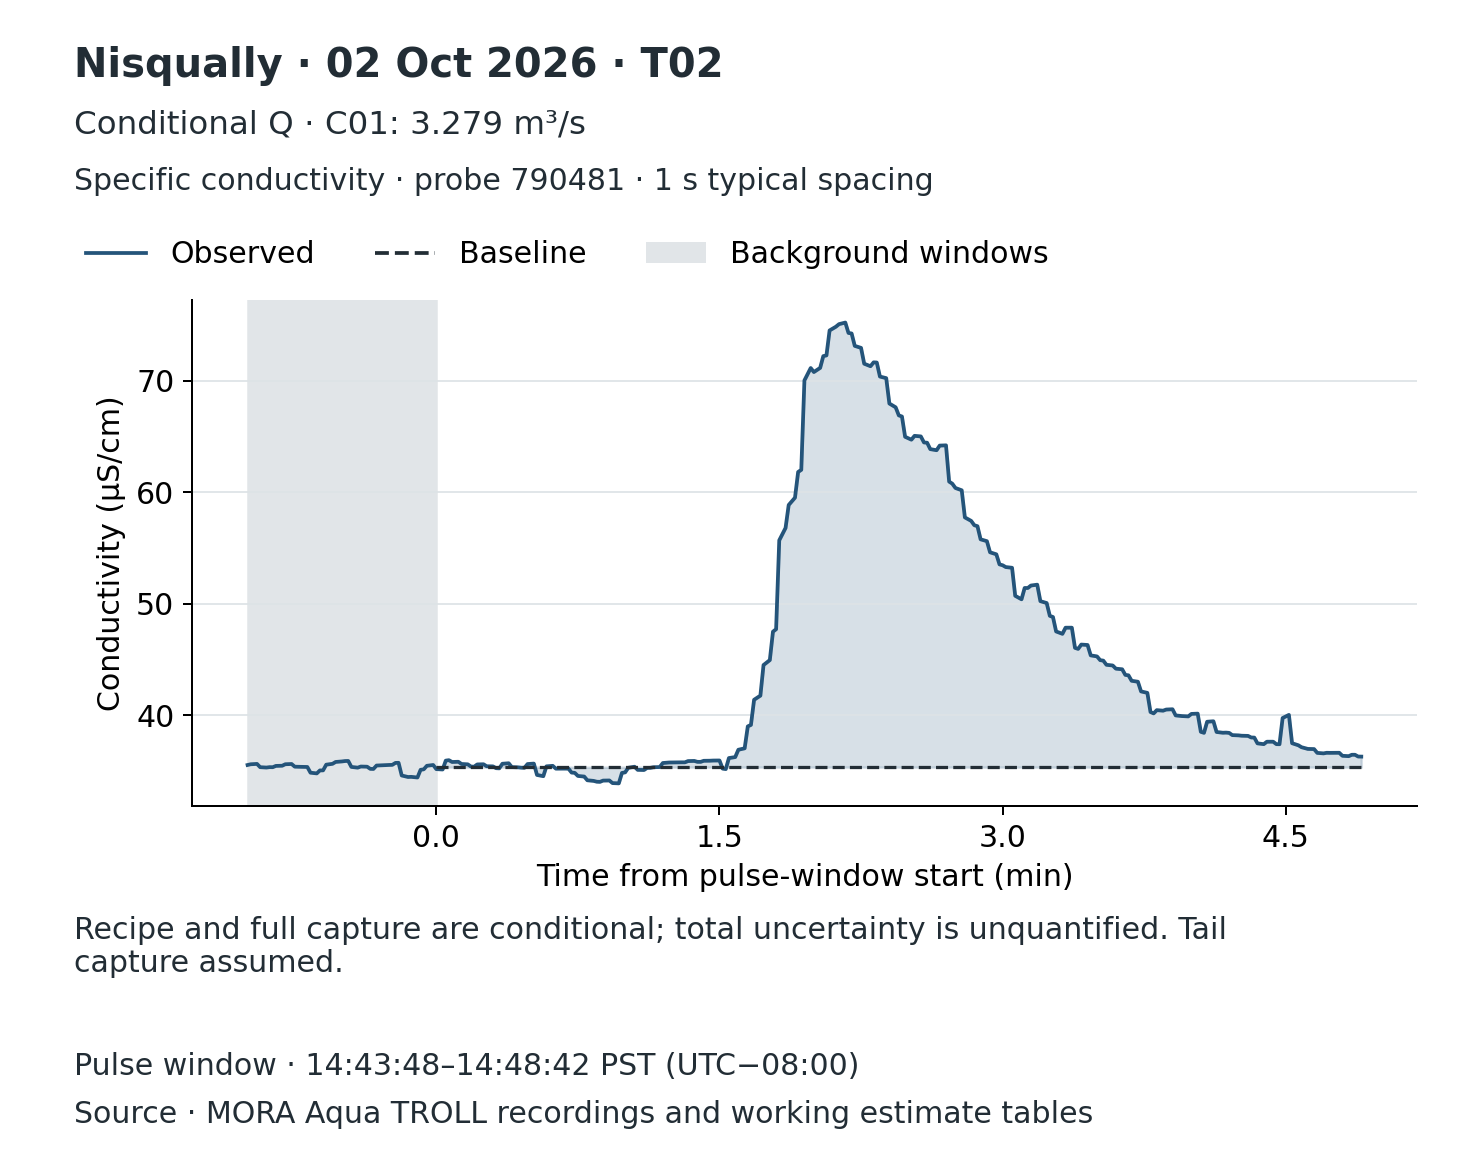 Nisqually · 02 Oct 2026 · T02
Conditional Q · C01: 3.279 m³/s
Specific conductivity · probe 790481 · 1 s typical spacing
Observed
Baseline
Background windows
Conductivity (µS/cm)
70
60
50
40
0.0
1.5
3.0
4.5
Time from pulse-window start (min)
Recipe and full capture are conditional; total uncertainty is unquantified. Tail
capture assumed.
Pulse window · 14:43:48–14:48:42 PST (UTC−08:00)
Source · MORA Aqua TROLL recordings and working estimate tables